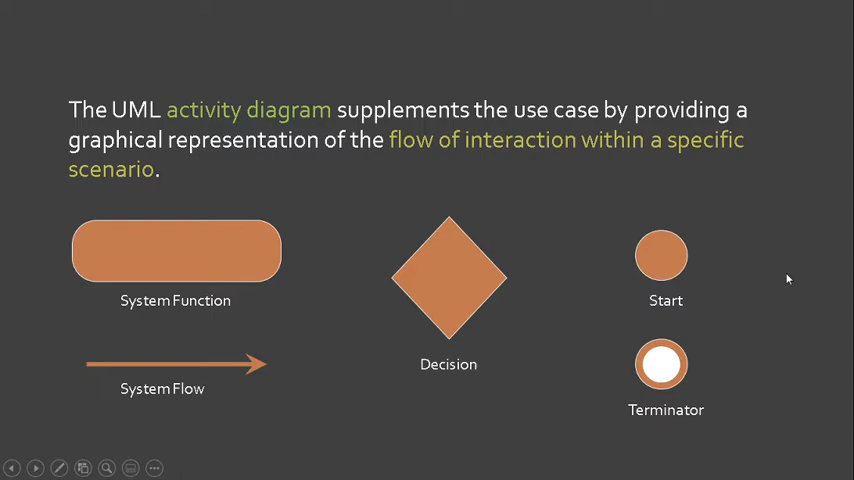 The UML activity diagram supplements the use case by providing a
graphical representation of the flow of interaction within a specific
scenario.
System Function
Start
System Flow
Decision
Terminator